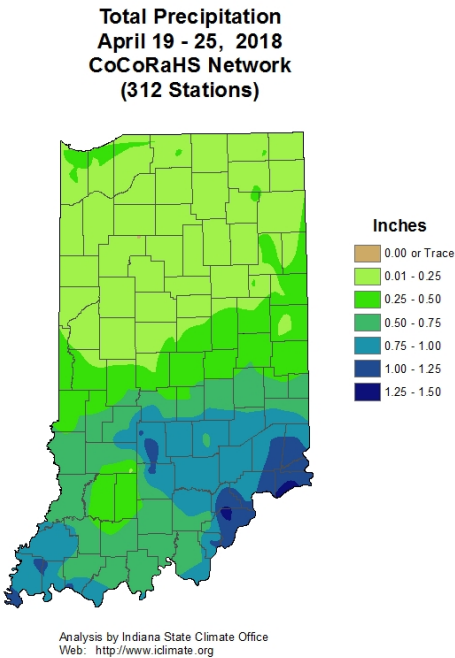 Total Precipitation
April 19 - 25, 2018
CoCoRaHS Network
(312 Stations)
Inches
0.00 or Trace
0.01 - 0.25
0.25 - 0.50
0.50 - 0.75
0.75 - 1.00
1.00 - 1.25
1.25 - 1.50
Analysis by Indiana State Climate Office
Web: http://www.iclimate.org